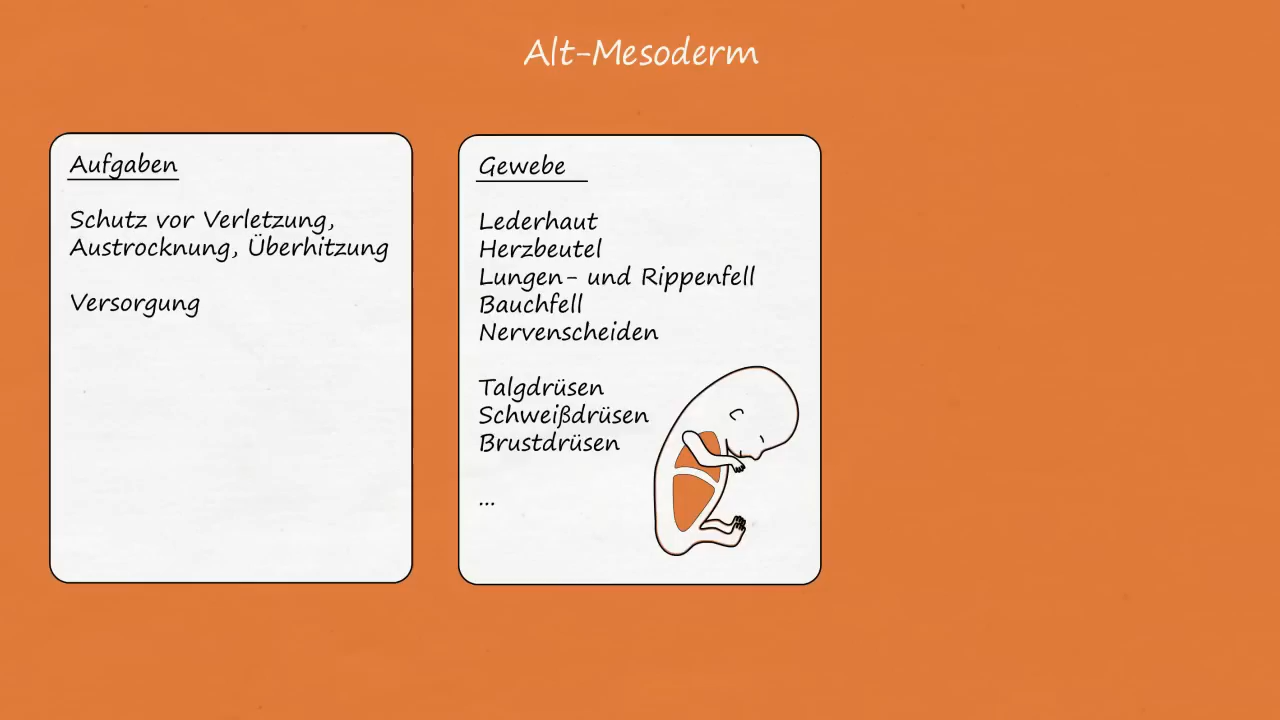 Alt-Mesoderm
Aufgaben
Schutz vor Verletzung,
Austrocknung, Überhitzung
Versorgung
Gewebe
Lederhaut
Herzbeutel
Lungen- und Rippenfell
Bauchfell
Nervenscheiden
Talgdrüsen
Schweißdrüsen
Brustdrüsen
...